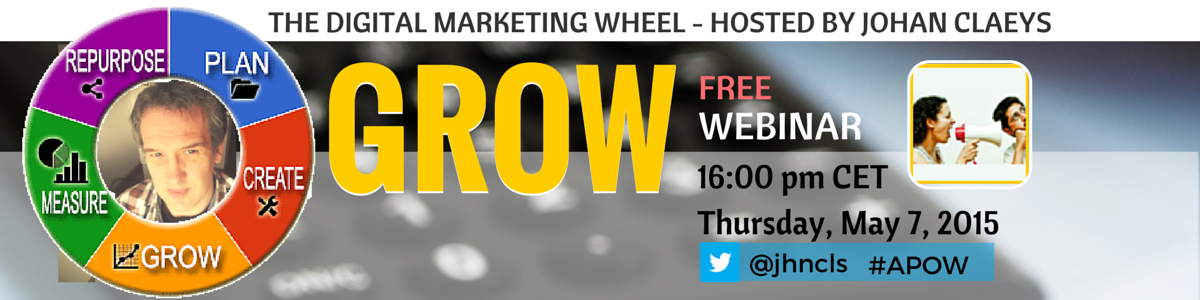 THE DIGITAL MARKETING WHEEL - HOSTED BY JOHAN CLAEYS
REPURPOSE
PLAN
CREATE
GROW
MEASURE
GROW
FREE
WEBINAR
16:00 pm CET
Thursday, May 7, 2015
@jhncls #APOW